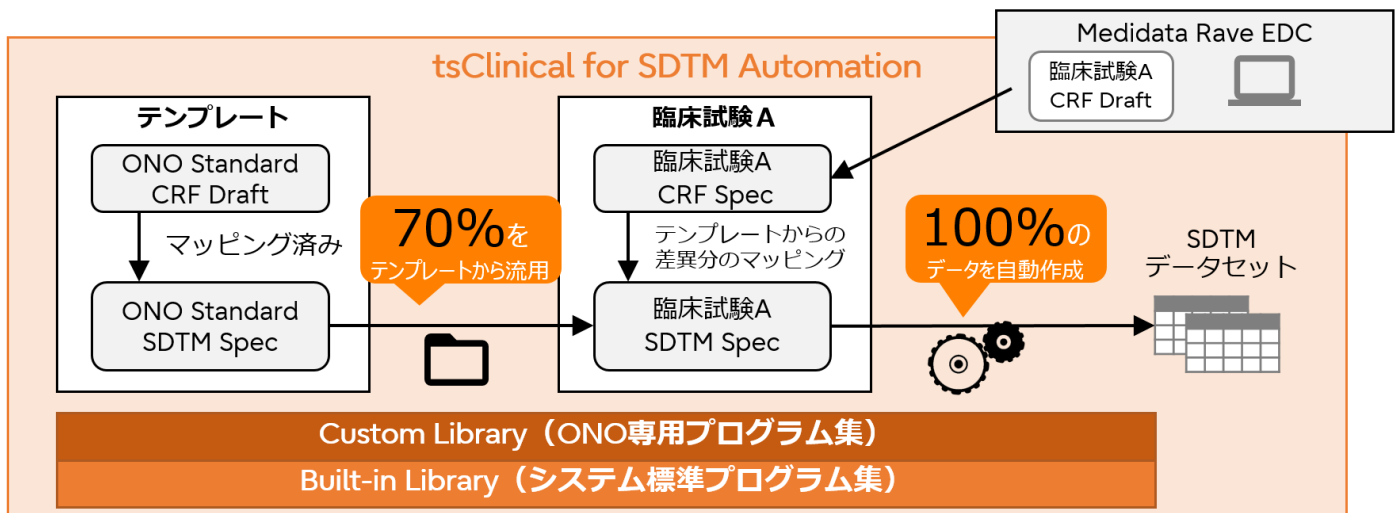 tsClinical for SDTM Automation
Medidata Rave EDC
臨床試験A
CRF Draft
テンプレート
ONO Standard
CRF Draft
マッピング済み
ONO Standard
SDTM Spec
70%を
テンプレートから流用
臨床試験A
臨床試験A
CRF Spec
テンプレートからの
差異分のマッピング
臨床試験A
SDTM Spec
100%の
データを自動作成
SDTM
データセット
Custom Library（ONO専用プログラム集）
Built-in Library（システム標準プログラム集）